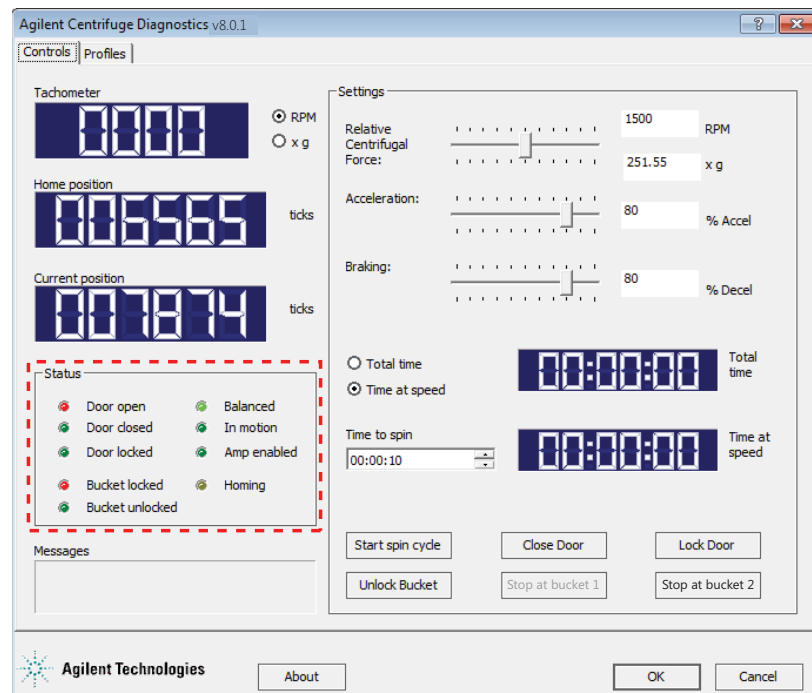 Agilent Centrifuge Diagnostics v8.0.1
Controls
Profiles
Tachometer
0000
RPM
x g
Home position
006565
ticks
Current position
001874
ticks
Status
Door open
Balanced
Door closed
In motion
Door locked
Amp enabled
Bucket locked
Homing
Bucket unlocked
Messages
Settings
Relative
Centrifugal
Force:
1500
RPM
251.55
x g
Acceleration:
80
% Accel
Braking:
80
% Decel
Total time
Time at speed
00:00:00
Total
time
Time to spin
00:00:10
00:00:00
Time at
speed
Start spin cycle
Close Door
Lock Door
Unlock Bucket
Stop at bucket 1
Stop at bucket 2
Agilent Technologies
About
OK
Cancel